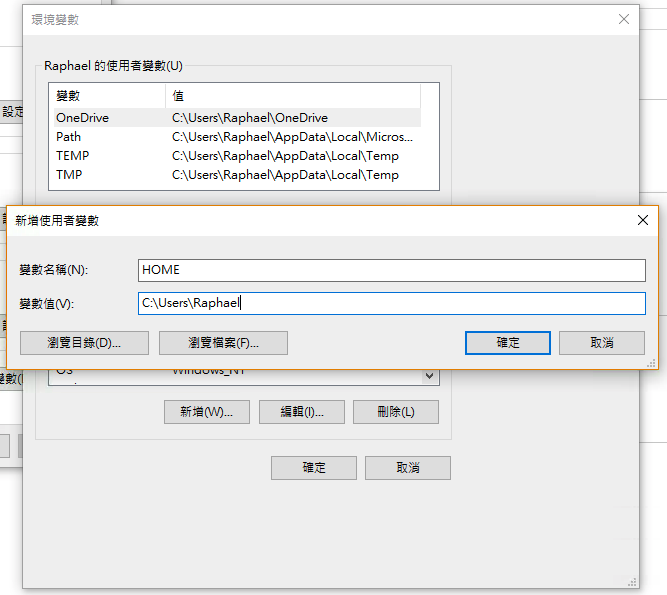 環境變數
Raphael 的使用者變數(U)
變數 值
OneDrive C:\Users\Raphael\OneDrive
Path C:\Users\Raphael\AppData\Local\Micros...
TEMP C:\Users\Raphael\AppData\Local\Temp
TMP C:\Users\Raphael\AppData\Local\Temp
設定
新增使用者變數
變數名稱(N): HOME
變數值(V): C:\Users\Raphael
瀏覽目錄(D)... 瀏覽檔案(F)... 確定 取消
OS Windows_NT
變數(
新增(W)... 編輯(I)... 刪除(L)
確定 取消